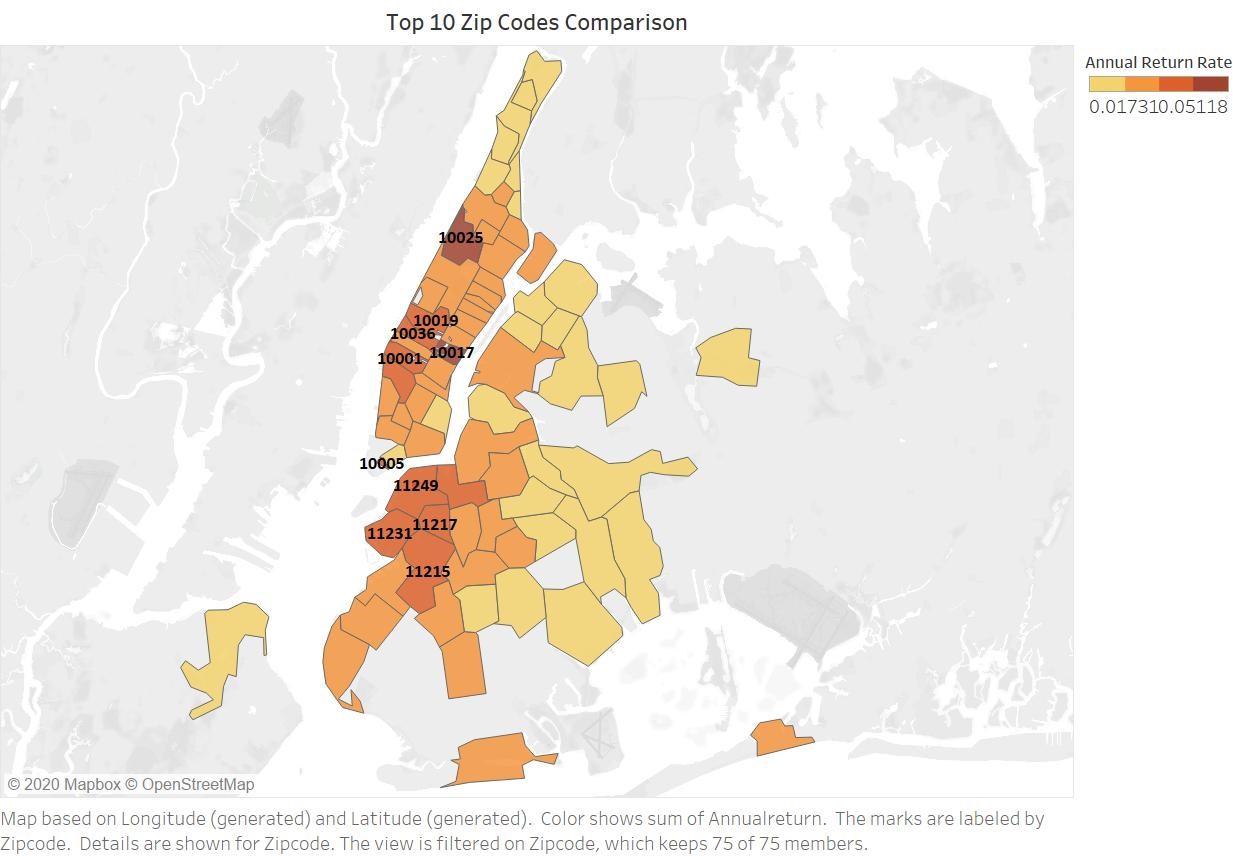 Top 10 Zip Codes Comparison
Annual Return Rate
0.017310.05118
10025
10019
10036
10017
10001
10005
11249
11217
11231
11215
© 2020 Mapbox © OpenStreetMap
Map based on Longitude (generated) and Latitude (generated).  Color shows sum of Annualreturn.  The marks are labeled by
Zipcode.  Details are shown for Zipcode. The view is filtered on Zipcode, which keeps 75 of 75 members.